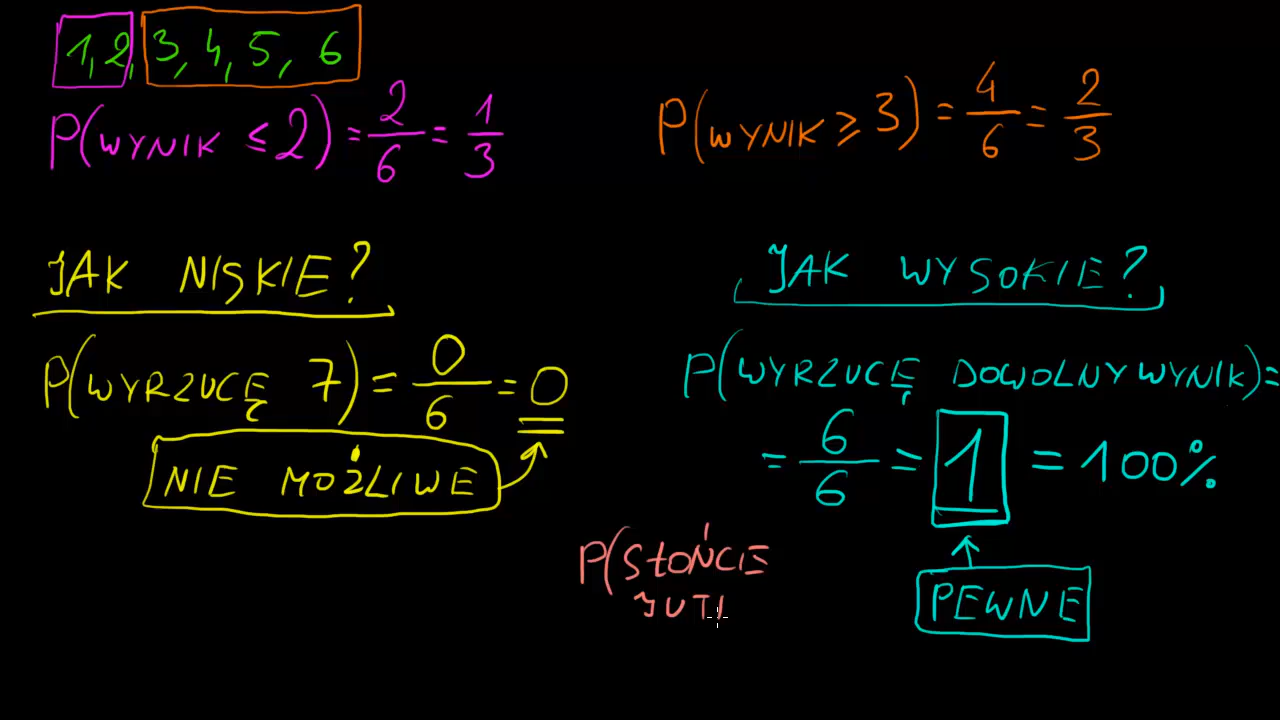 1, 2, 3, 4, 5, 6
P(WYNIK ≤ 2) = 2/6 = 1/3
P(WYNIK ≥ 3) = 4/6 = 2/3
JAK NISKIE?
P(WYRZUCĘ 7) = 0/6 = 0
NIE MOŻLIWE
JAK WYSOKIE?
P(WYRZUCĘ DOWOLNY WYNIK) =
= 6/6 = 1 = 100%
PEWNE
P(SŁOŃCE
JUT